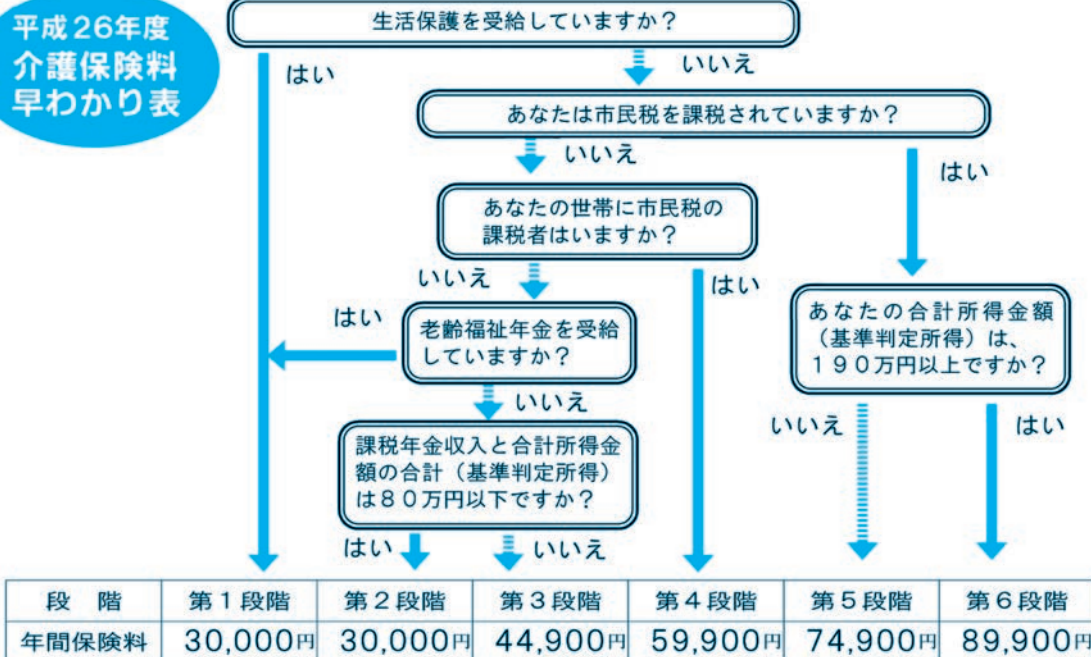 平成26年度
介護保険料
早わかり表
生活保護を受給していますか？
はい
いいえ
あなたは市民税を課税されていますか？
いいえ
はい
あなたの世帯に市民税の
課税者はいますか？
いいえ
はい
はい
老齢福祉年金を受給
していますか？
あなたの合計所得金額
（基準判定所得）は、
１９０万円以上ですか？
いいえ
いいえ
はい
課税年金収入と合計所得金
額の合計（基準判定所得）
は８０万円以下ですか？
はい
いいえ
段 階 第１段階 第２段階 第３段階 第４段階 第５段階 第６段階
年間保険料 30,000円 30,000円 44,900円 59,900円 74,900円 89,900円